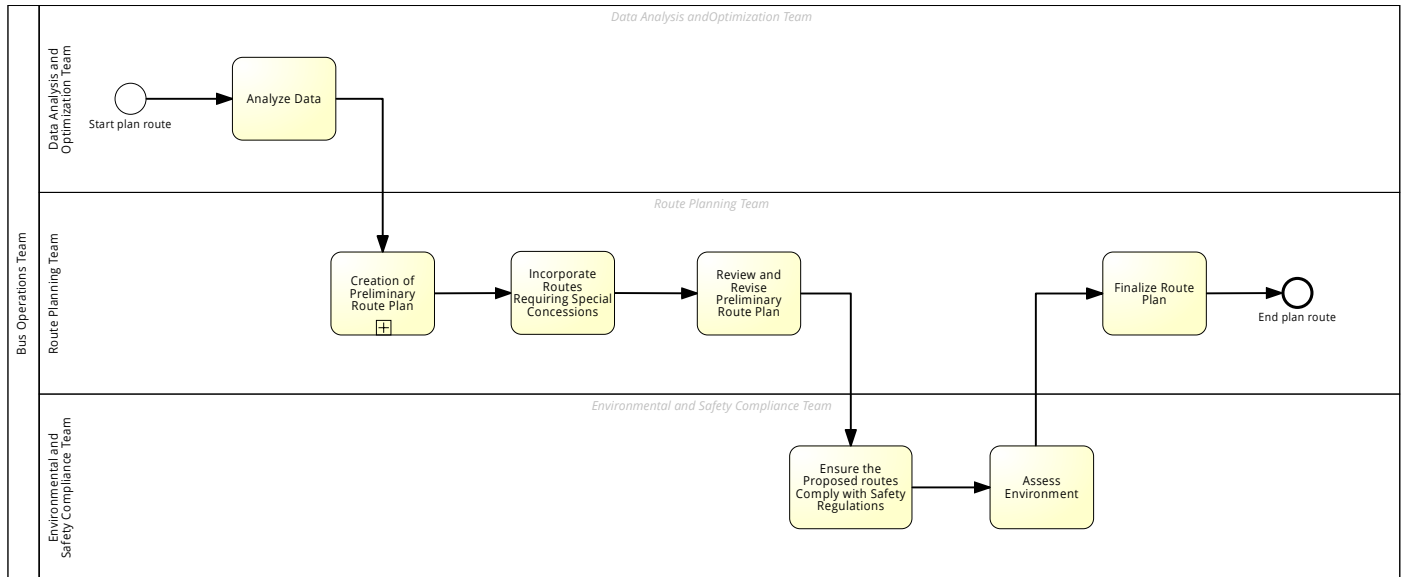 Bus Operations Team
Data Analysis and
Optimization Team
Data Analysis andOptimization Team
Start plan route
Analyze Data
Route Planning Team
Route Planning Team
Creation of
Preliminary
Route Plan
Incorporate
Routes
Requiring Special
Concessions
Review and
Revise
Preliminary
Route Plan
Finalize Route
Plan
End plan route
Environmental and
Safety Compliance Team
Environmental and Safety Compliance Team
Ensure the
Proposed routes
Comply with Safety
Regulations
Assess
Environment